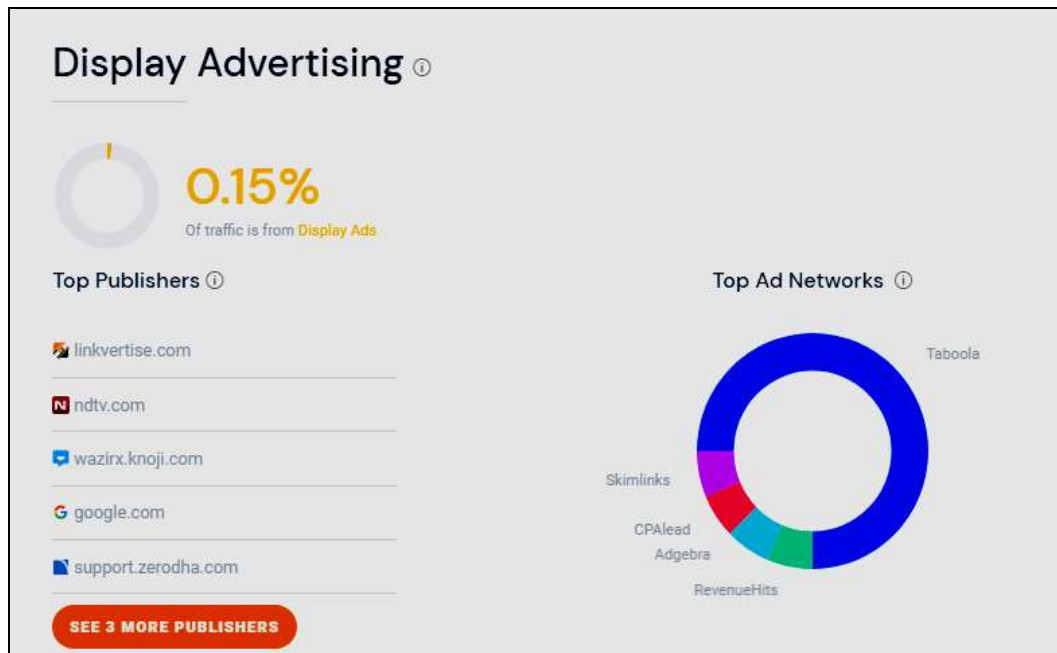 Display Advertising
0.15%
Of traffic is from Display Ads
Top Publishers
linkvertise.com
ndtv.com
wazirx.knoji.com
google.com
support.zerodha.com
SEE 3 MORE PUBLISHERS
Top Ad Networks
Taboola
Skimlinks
CPAlead
Adgebra
RevenueHits